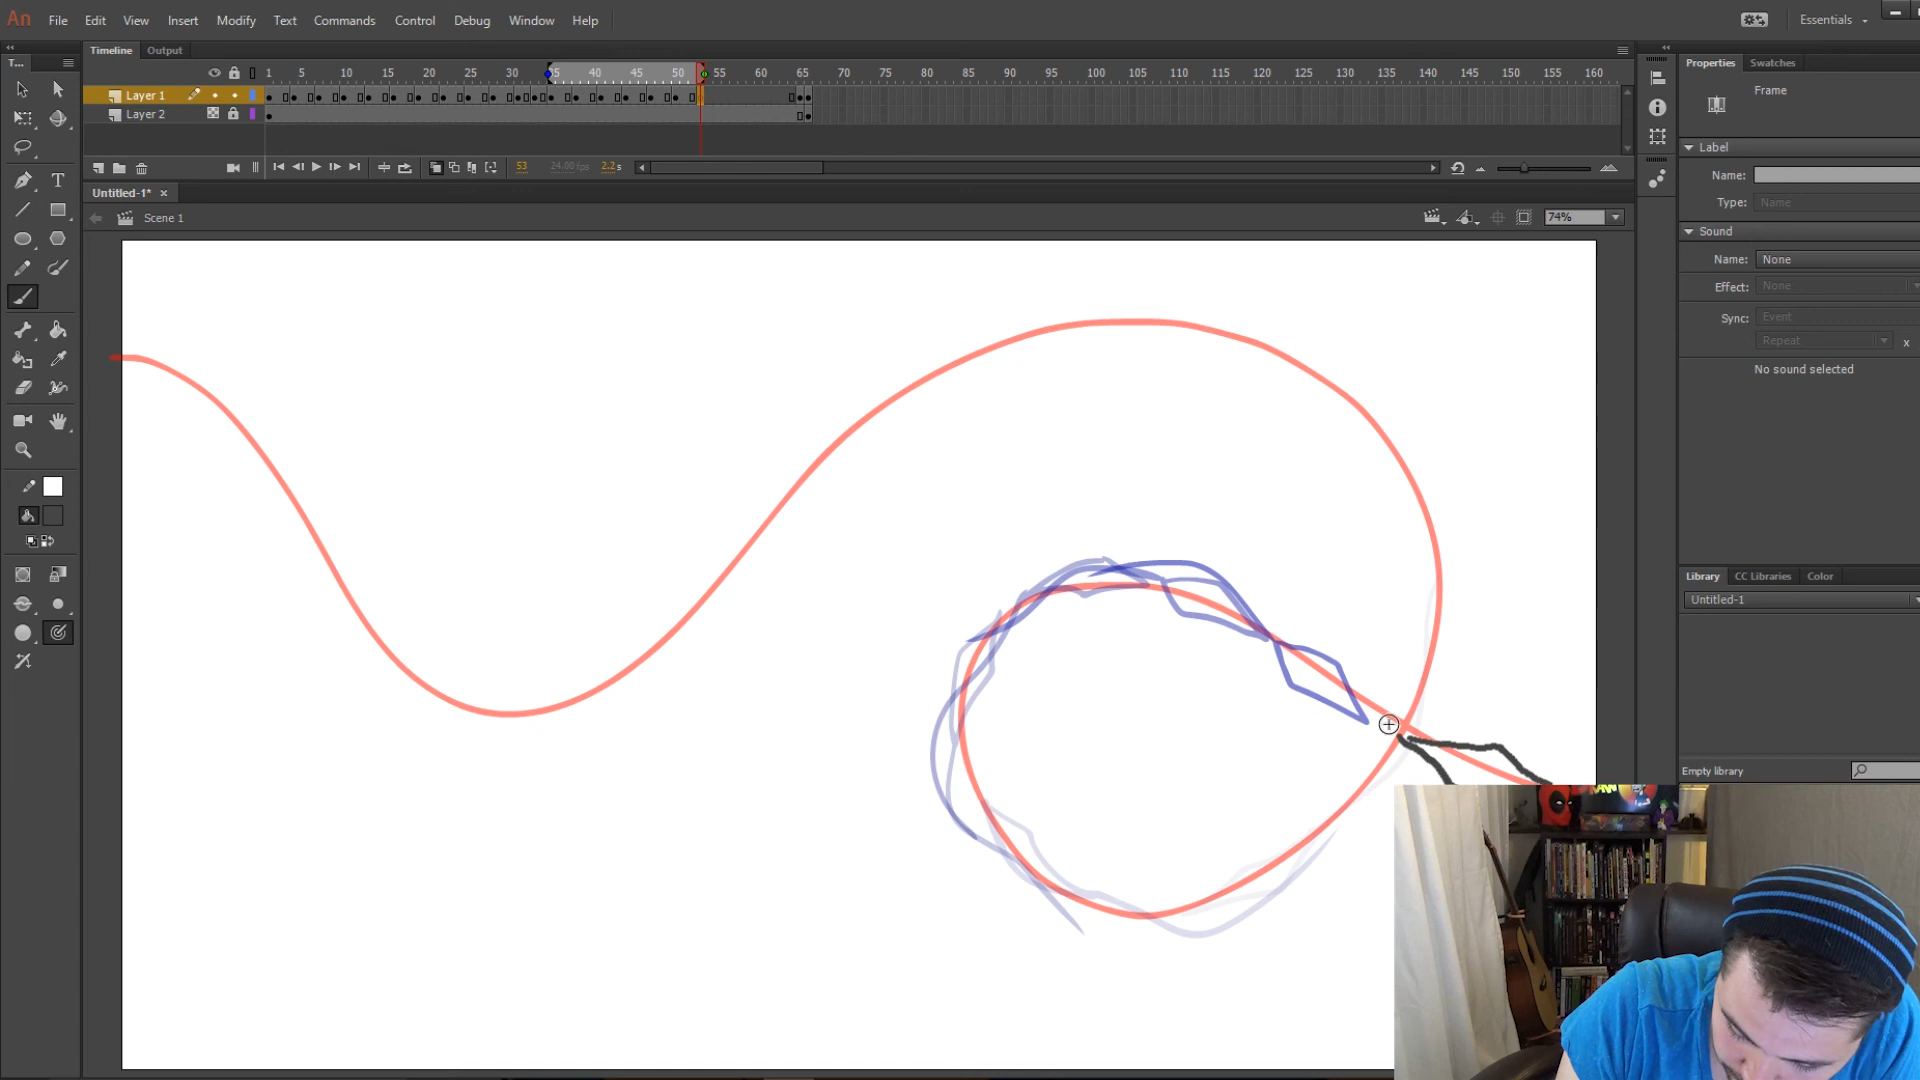 An File Edit View Insert Modify Text Commands Control Debug Window Help Essentials
Timeline Output
T...
1 5 10 15 20 25 30 35 40 45 50 55 60 65 70 75 80 85 90 95 100 105 110 115 120 125 130 135 140 145 150 155 160
Layer 1
Layer 2
53 24.00 fps 2.2 s
Untitled-1* ×
Scene 1
74%
Properties Swatches
Frame
Label
Name:
Type: Name
Sound
Name: None
Effect: None
Sync: Event
Repeat x
No sound selected
Library CC Libraries Color
Untitled-1
Empty library